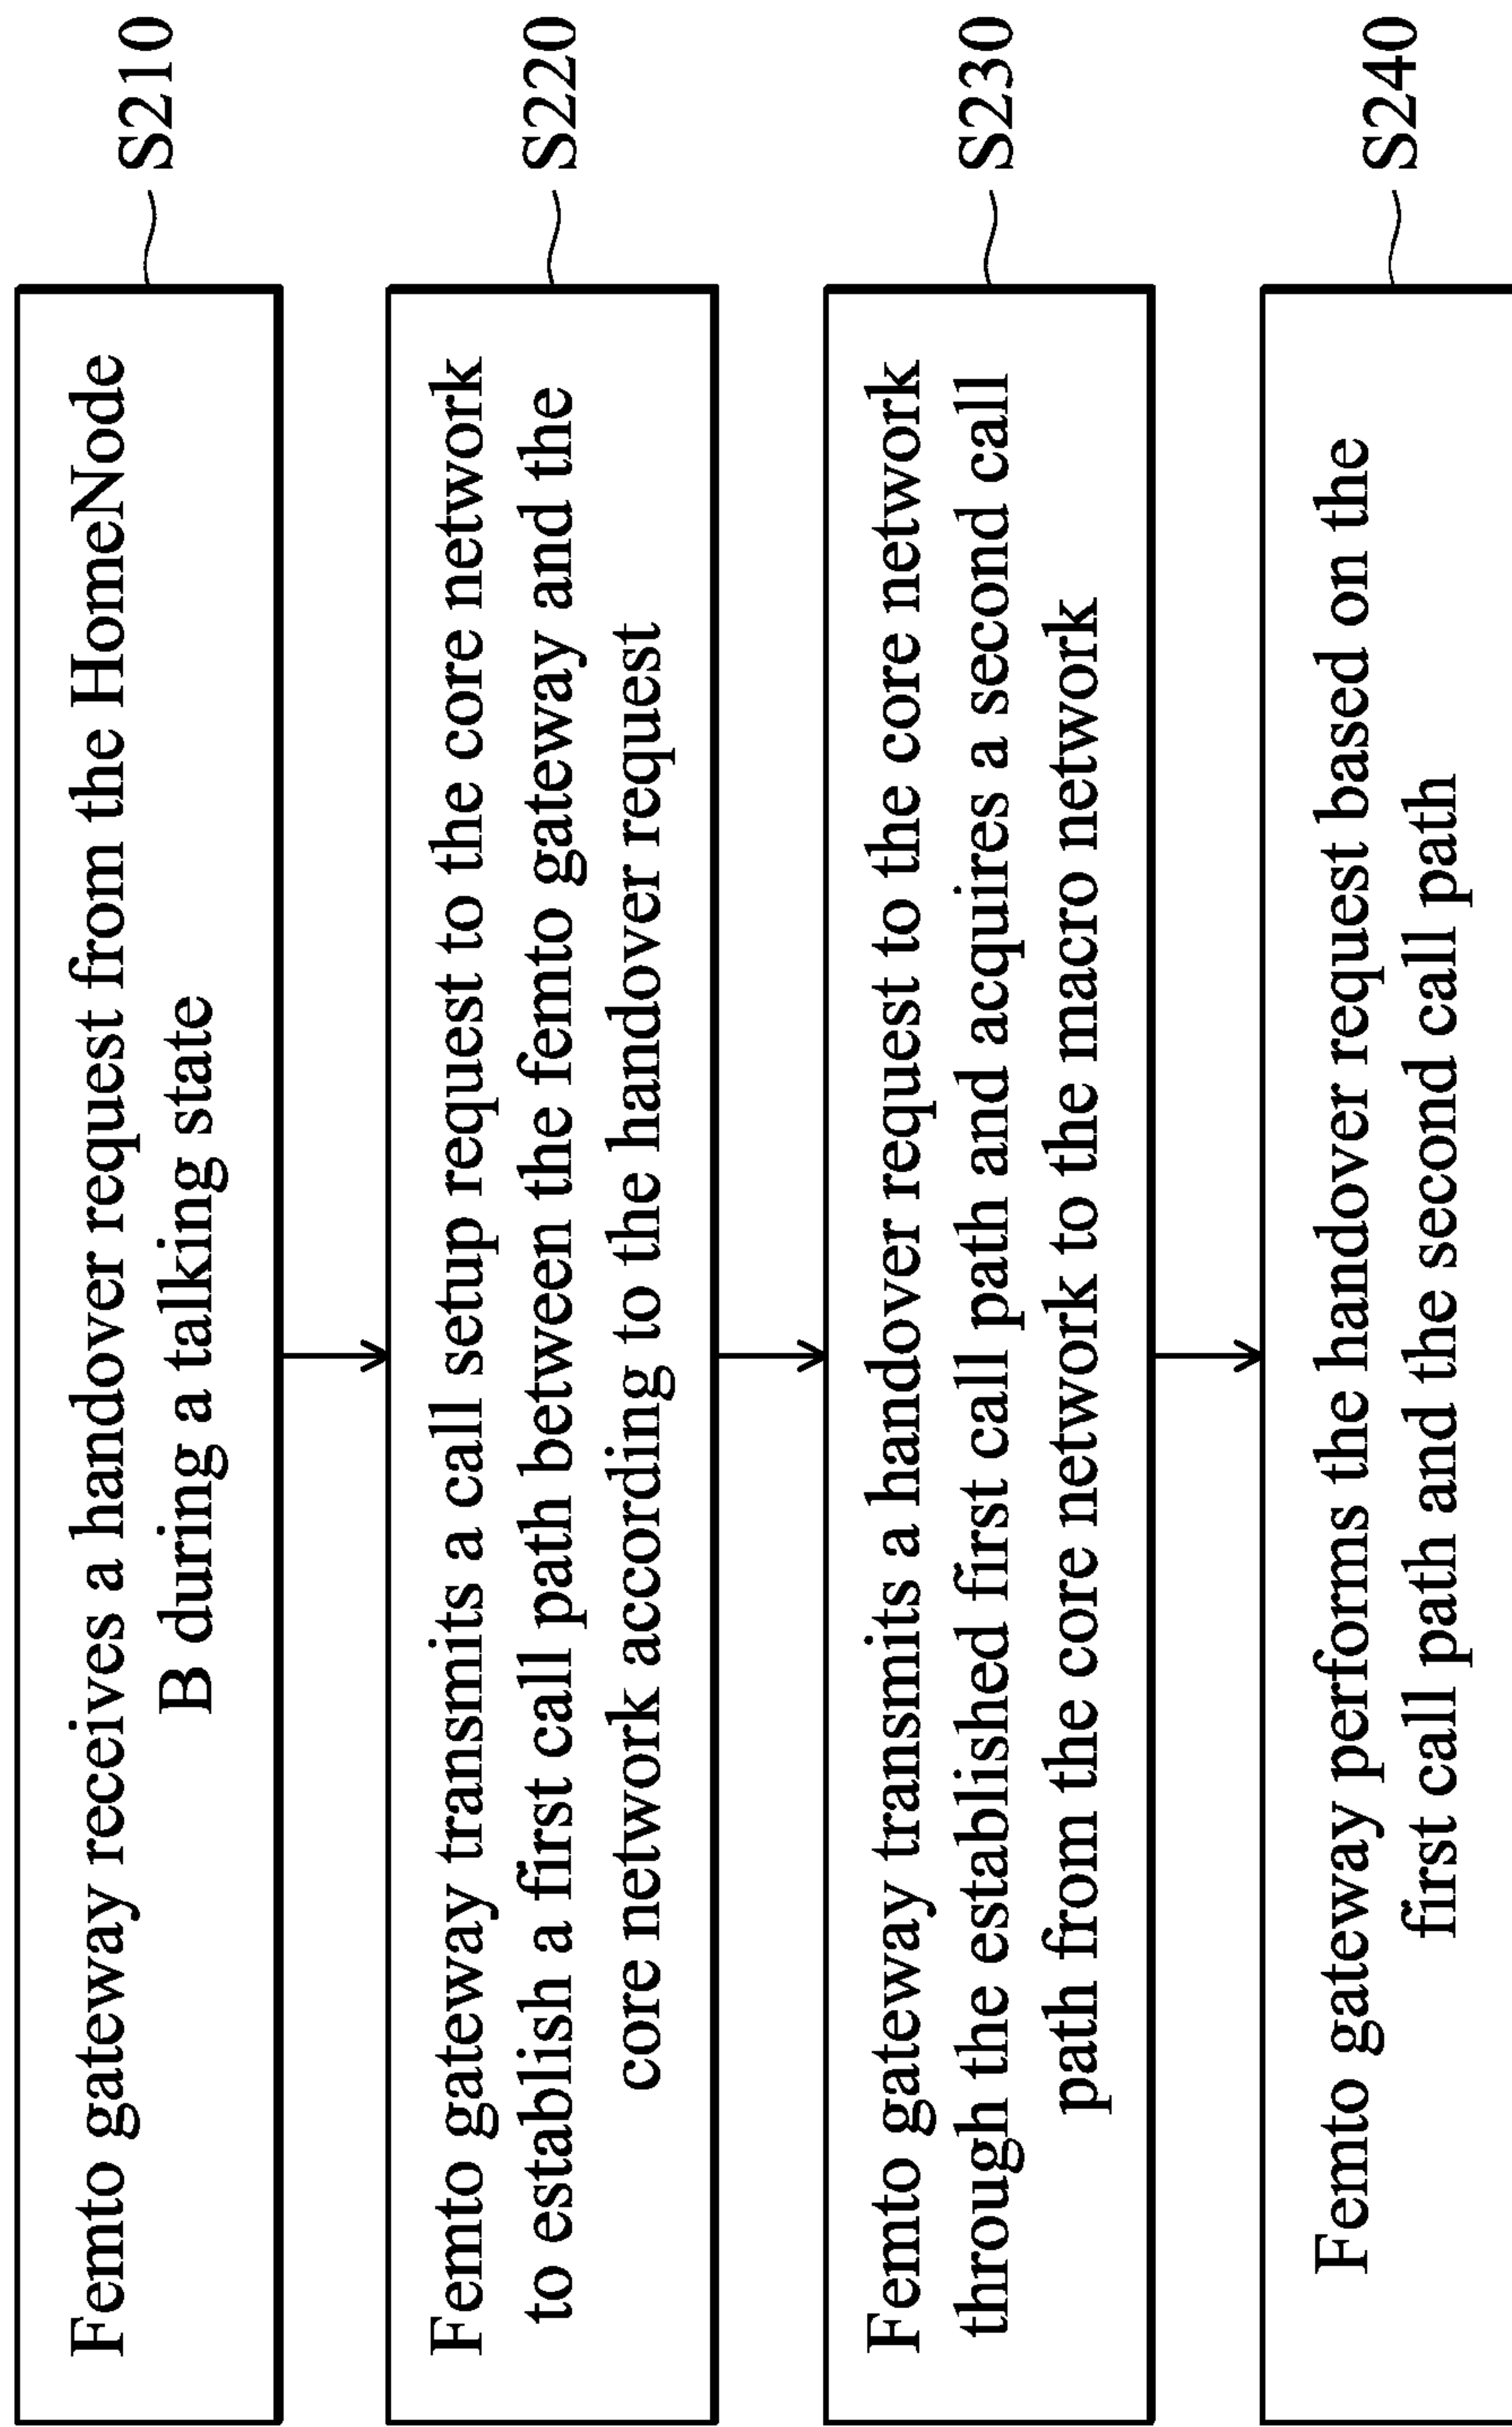 Femto gateway receives a handover request from the HomeNode
B during a talking state
S210
Femto gateway transmits a call setup request to the core network
to establish a first call path between the femto gateway and the
core network according to the handover request
S220
Femto gateway transmits a handover request to the core network
through the established first call path and acquires a second call
path from the core network to the macro network
S230
Femto gateway performs the handover request based on the
first call path and the second call path
S240